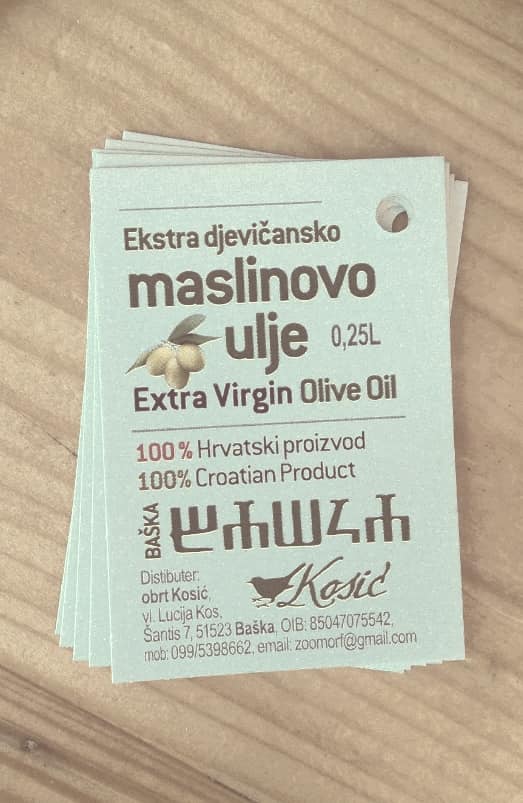 Ekstra djevičansko
maslinovo
ulje 0,25L
Extra Virgin Olive Oil
100% Hrvatski proizvod
100% Croatian Product
BAŠKA
ⰱⰰⱎⰽⰰ
Distibuter:
obrt Kosić,
vl. Lucija Kos,
Kosić
Šantis 7, 51523 Baška, OIB: 85047075542,
mob: 099/5398662, email: zoomorf@gmail.com